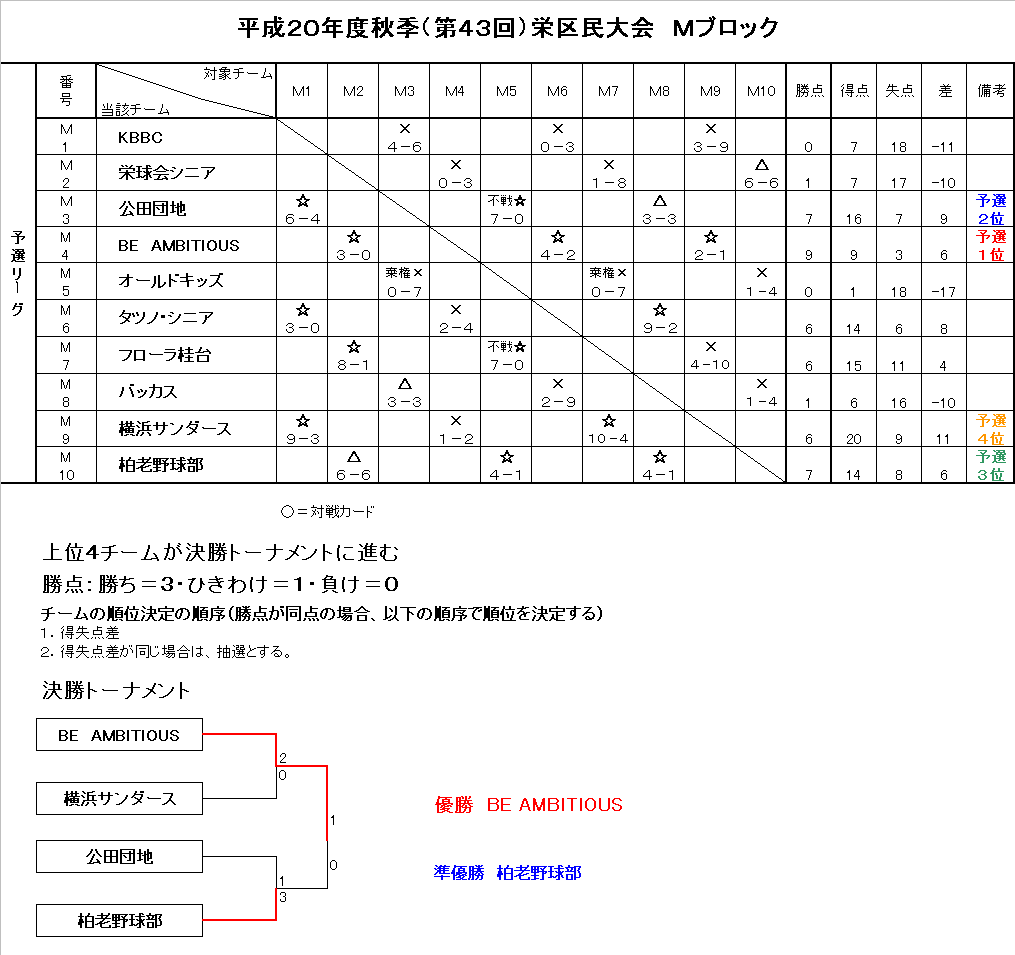 平成20年度秋季(第43回)栄区民大会　Mブロック
予選リーグ
番号 対象チーム 当該チーム M1 M2 M3 M4 M5 M6 M7 M8 M9 M10 勝点 得点 失点 差 備考
M1 KBBC × 4－6 × 0－3 × 3－9 0 7 18 -11
M2 栄球会シニア × 0－3 × 1－8 △ 6－6 1 7 17 -10
M3 公田団地 ☆ 6－4 不戦☆ 7－0 △ 3－3 7 16 7 9 予選2位
M4 BE AMBITIOUS ☆ 3－0 ☆ 4－2 ☆ 2－1 9 9 3 6 予選1位
M5 オールドキッズ 棄権× 0－7 棄権× 0－7 × 1－4 0 1 18 -17
M6 タツノ・シニア ☆ 3－0 × 2－4 ☆ 9－2 6 14 6 8
M7 フローラ桂台 ☆ 8－1 不戦☆ 7－0 × 4－10 6 15 11 4
M8 バッカス △ 3－3 × 2－9 × 1－4 1 6 16 -10
M9 横浜サンダース ☆ 9－3 × 1－2 ☆ 10－4 6 20 9 11 予選4位
M10 柏老野球部 △ 6－6 ☆ 4－1 ☆ 4－1 7 14 8 6 予選3位
○＝対戦カード
上位4チームが決勝トーナメントに進む
勝点：勝ち＝3・ひきわけ＝1・負け＝0
チームの順位決定の順序(勝点が同点の場合、以下の順序で順位を決定する)
1．得失点差
2．得失点差が同じ場合は、抽選とする。
決勝トーナメント
BE AMBITIOUS
2
0
横浜サンダース
優勝　BE AMBITIOUS
1
公田団地
0
準優勝　柏老野球部
1
3
柏老野球部